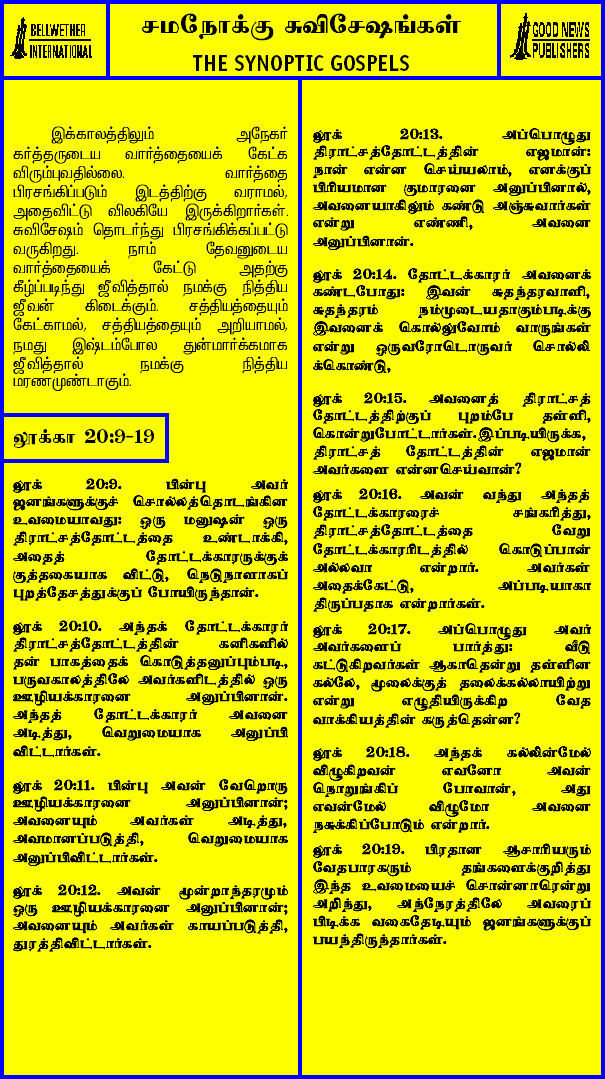 BELLWETHER
INTERNATIONAL
சமநோக்கு சுவிசேஷங்கள்
THE SYNOPTIC GOSPELS
GOOD NEWS
PUBLISHERS
இக்காலத்திலும் அநேகர்
கர்த்தருடைய வார்த்தையைக் கேட்க
விரும்புவதில்லை. வார்த்தை
பிரசங்கிப்படும் இடத்திற்கு வராமல்,
அதைவிட்டு விலகியே இருக்கிறார்கள்.
சுவிசேஷம் தொடர்ந்து பிரசங்கிக்கப்பட்டு
வருகிறது. நாம் தேவனுடைய
வார்த்தையைக் கேட்டு அதற்கு
கீழ்ப்படிந்து ஜீவித்தால் நமக்கு நித்திய
ஜீவன் கிடைக்கும். சத்தியத்தையும்
கேட்காமல், சத்தியத்தையும் அறியாமல்,
நமது இஷ்டம்போல துன்மார்க்கமாக
ஜீவித்தால் நமக்கு நித்திய
மரணமுண்டாகும்.
லூக்கா 20:9-19
லூக் 20:9. பின்பு அவர்
ஜனங்களுக்குச் சொல்லத்தொடங்கின
உவமையாவது: ஒரு மனுஷன் ஒரு
திராட்சத்தோட்டத்தை உண்டாக்கி,
அதைத் தோட்டக்காரருக்குக்
குத்தகையாக விட்டு, நெடுநாளாகப்
புறத்தேசத்துக்குப் போயிருந்தான்.
லூக் 20:10. அந்தக் தோட்டக்காரர்
திராட்சத்தோட்டத்தின் கனிகளில்
தன் பாகத்தைக் கொடுத்தனுப்பும்படி,
பருவகாலத்திலே அவர்களிடத்தில் ஒரு
ஊழியக்காரனை அனுப்பினான்.
அந்தத் தோட்டக்காரர் அவனை
அடித்து, வெறுமையாக அனுப்பி
விட்டார்கள்.
லூக் 20:11. பின்பு அவன் வேறொரு
ஊழியக்காரனை அனுப்பினான்;
அவனையும் அவர்கள் அடித்து,
அவமானப்படுத்தி, வெறுமையாக
அனுப்பிவிட்டார்கள்.
லூக் 20:12. அவன் மூன்றாந்தரமும்
ஒரு ஊழியக்காரனை அனுப்பினான்;
அவனையும் அவர்கள் காயப்படுத்தி,
துரத்திவிட்டார்கள்.
லூக் 20:13. அப்பொழுது
திராட்சத்தோட்டத்தின் எஜமான்:
நான் என்ன செய்யலாம், எனக்குப்
பிரியமான குமாரனை அனுப்பினால்,
அவனையாகிலும் கண்டு அஞ்சுவார்கள்
என்று எண்ணி, அவனை
அனுப்பினான்.
லூக் 20:14. தோட்டக்காரர் அவனைக்
கண்டபோது: இவன் சுதந்தரவாளி,
சுதந்தரம் நம்முடையதாகும்படிக்கு
இவனைக் கொல்லுவோம் வாருங்கள்
என்று ஒருவரோடொருவர் சொல்லி
க்கொண்டு,
லூக் 20:15. அவனைத் திராட்சத்
தோட்டத்திற்குப் புறம்பே தள்ளி,
கொன்றுபோட்டார்கள்.இப்படியிருக்க,
திராட்சத் தோட்டத்தின் எஜமான்
அவர்களை என்னசெய்வான்?
லூக் 20:16. அவன் வந்து அந்தத்
தோட்டக்காரரைச் சங்கரித்து,
திராட்சத்தோட்டத்தை வேறு
தோட்டக்காரரிடத்தில் கொடுப்பான்
அல்லவா என்றார். அவர்கள்
அதைக்கேட்டு, அப்படியாகா
திருப்பதாக என்றார்கள்.
லூக் 20:17. அப்பொழுது அவர்
அவர்களைப் பார்த்து: வீடு
கட்டுகிறவர்கள் ஆகாதென்று தள்ளின
கல்லே, மூலைக்குத் தலைக்கல்லாயிற்று
என்று எழுதியிருக்கிற வேத
வாக்கியத்தின் கருத்தென்ன?
லூக் 20:18. அந்தக் கல்லின்மேல்
விழுகிறவன் எவனோ அவன்
நொறுங்கிப் போவான், அது
எவன்மேல் விழுமோ அவனை
நசுக்கிப்போடும் என்றார்.
லூக் 20:19. பிரதான ஆசாரியரும்
வேதபாரகரும் தங்களைக்குறித்து
இந்த உவமையைச் சொன்னாரென்று
அறிந்து, அந்நேரத்திலே அவரைப்
பிடிக்க வகைதேடியும் ஜனங்களுக்குப்
பயந்திருந்தார்கள்.